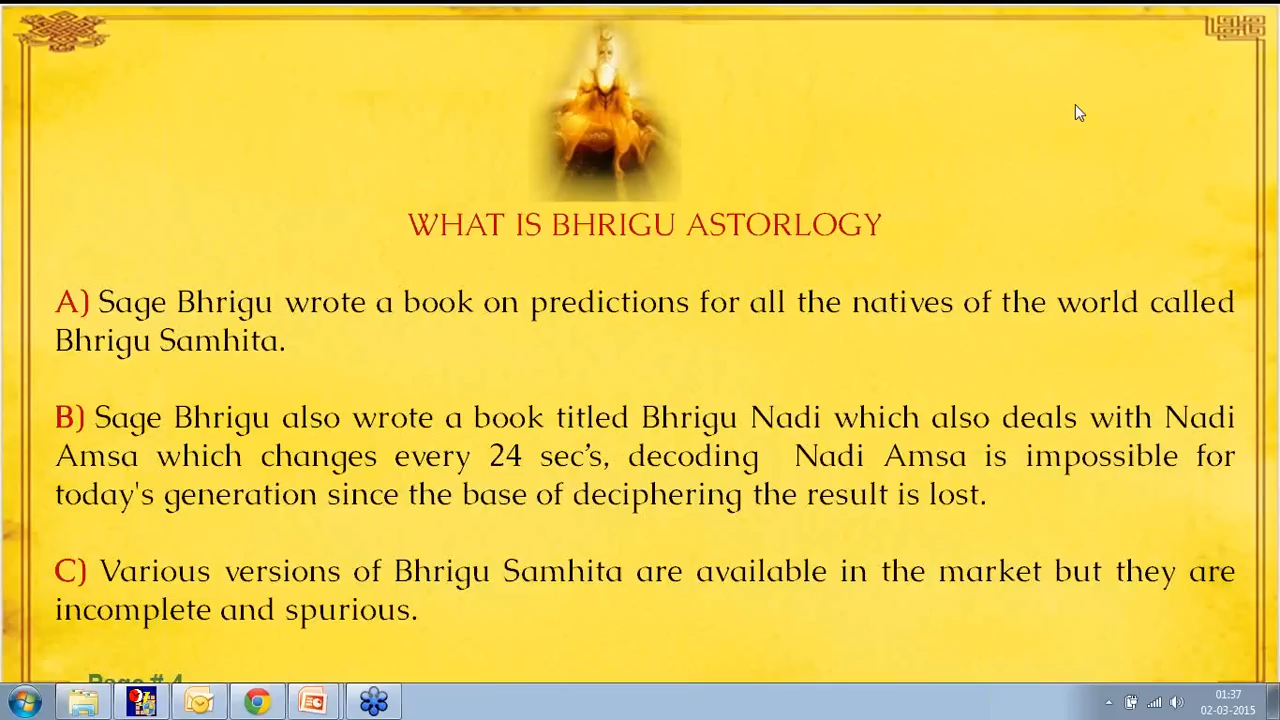 WHAT IS BHRIGU ASTORLOGY
A) Sage Bhrigu wrote a book on predictions for all the natives of the world called
Bhrigu Samhita.
B) Sage Bhrigu also wrote a book titled Bhrigu Nadi which also deals with Nadi
Amsa which changes every 24 sec’s, decoding Nadi Amsa is impossible for
today's generation since the base of deciphering the result is lost.
C) Various versions of Bhrigu Samhita are available in the market but they are
incomplete and spurious.
Page # 4
01:37
02-03-2015